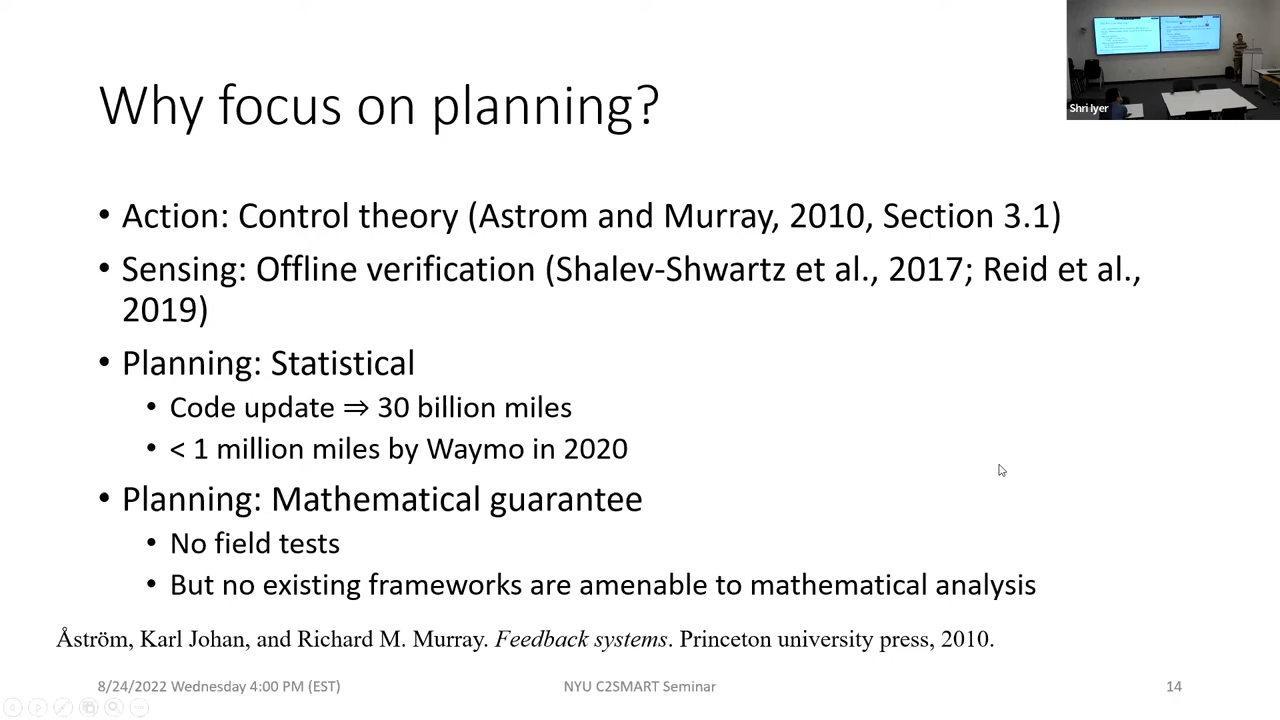 Shri Iyer
Why focus on planning?
• Action: Control theory (Astrom and Murray, 2010, Section 3.1)
• Sensing: Offline verification (Shalev-Shwartz et al., 2017; Reid et al.,
2019)
• Planning: Statistical
• Code update ⇒ 30 billion miles
• < 1 million miles by Waymo in 2020
• Planning: Mathematical guarantee
• No field tests
• But no existing frameworks are amenable to mathematical analysis
Åström, Karl Johan, and Richard M. Murray. Feedback systems. Princeton university press, 2010.
8/24/2022 Wednesday 4:00 PM (EST) NYU C2SMART Seminar 14